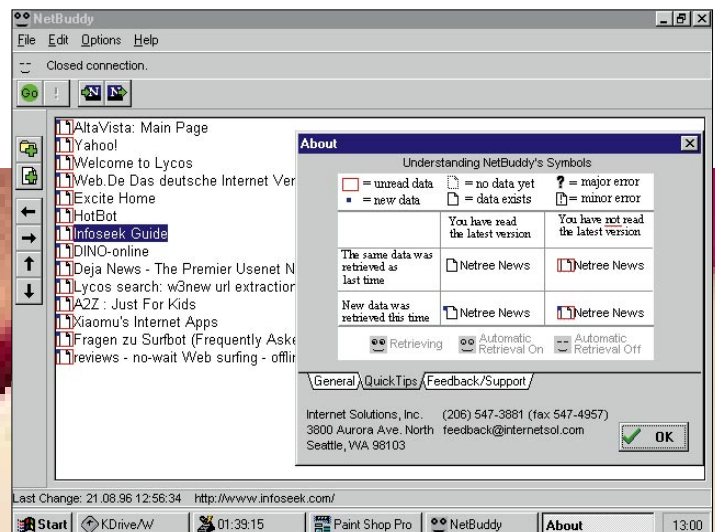 NetBuddy
File Edit Options Help
Closed connection.
Go ! N N
AltaVista: Main Page
Yahoo!
Welcome to Lycos
Web.De Das deutsche Internet Ver
Excite Home
HotBot
Infoseek Guide
DINO-online
Deja News - The Premier Usenet N
Lycos search: w3new url extraction
A2Z : Just For Kids
Xiaomu's Internet Apps
Fragen zu Surfbot (Frequently Aske
reviews - no-wait Web surfing - offlin
About
Understanding NetBuddy's Symbols
= unread data = no data yet ? = major error
= new data = data exists ! = minor error
You have read the latest version
You have not read the latest version
The same data was retrieved as last time
Netree News Netree News
New data was retrieved this time
Netree News Netree News
Retrieving Automatic Retrieval On Automatic Retrieval Off
General QuickTips Feedback/Support
Internet Solutions, Inc. (206) 547-3881 (fax 547-4957)
3800 Aurora Ave. North feedback@internetsol.com
Seattle, WA 98103
OK
Last Change: 21.08.96 12:56:34 http://www.infoseek.com/
Start KDrive/W 01:39:15 Paint Shop Pro NetBuddy About 13:00